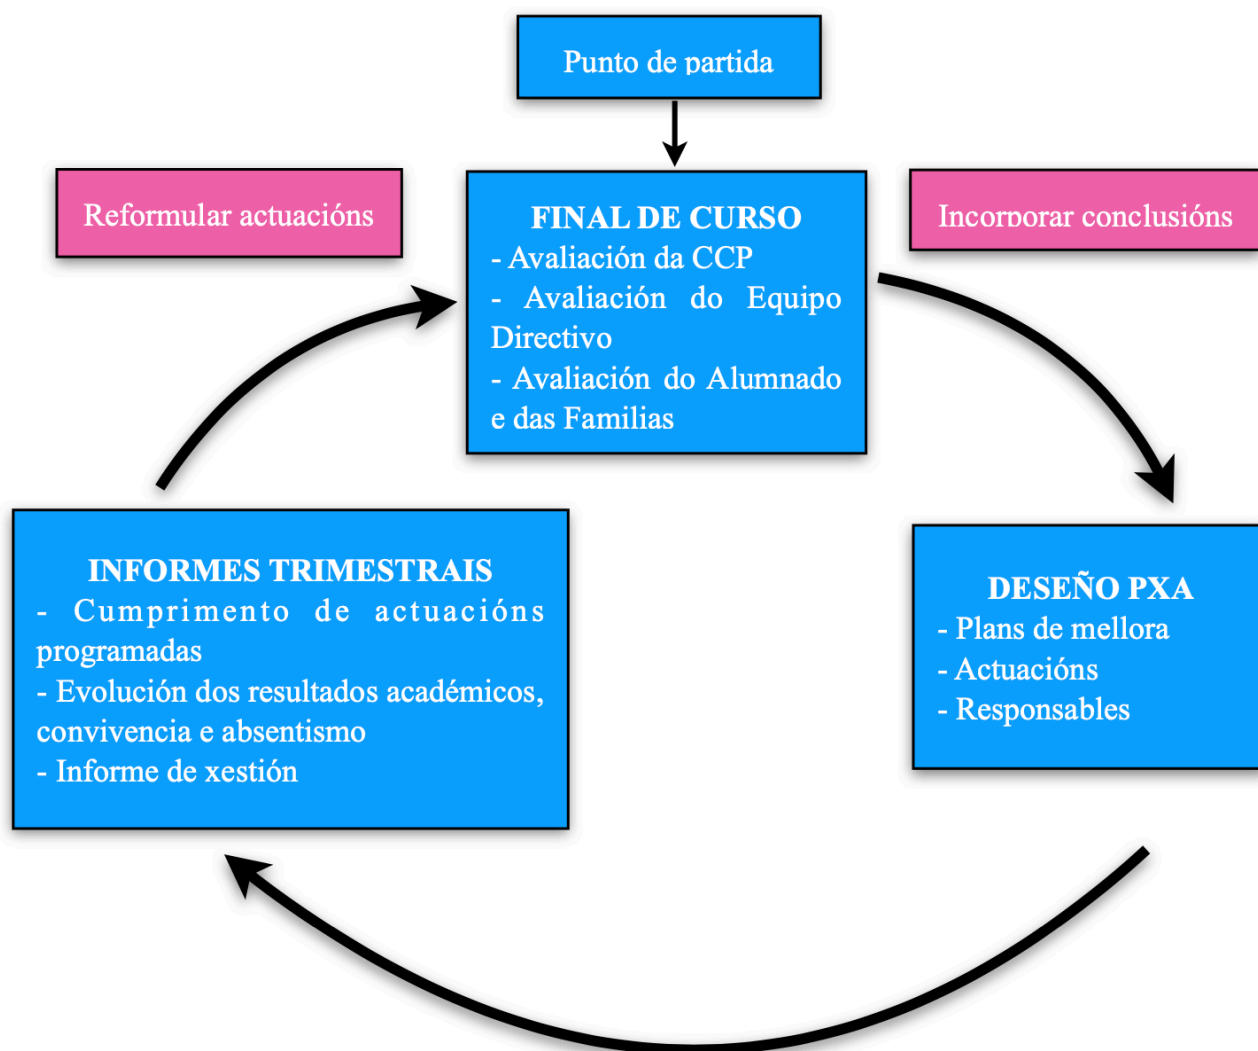 Punto de partida
Reformular actuacións
FINAL DE CURSO
- Avaliación da CCP
- Avaliación do Equipo
Directivo
- Avaliación do Alumnado
e das Familias
Incorporar conclusións
INFORMES TRIMESTRAIS
- Cumprimento de actuacións
programadas
- Evolución dos resultados académicos,
convivencia e absentismo
- Informe de xestión
DESEÑO PXA
- Plans de mellora
- Actuacións
- Responsables